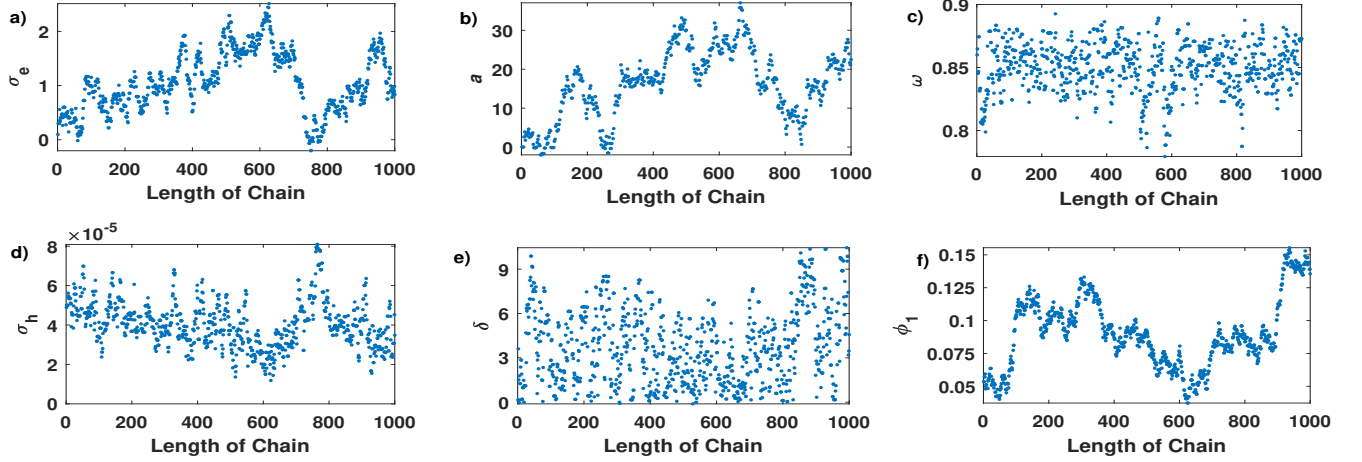 a)
2
1
0
σe
0 200 400 600 800 1000
Length of Chain
b)
30
20
10
0
a
0 200 400 600 800 1000
Length of Chain
c)
0.9
0.85
0.8
ω
0 200 400 600 800 1000
Length of Chain
d)
×10-5
8
6
4
2
0
σh
0 200 400 600 800 1000
Length of Chain
e)
9
6
3
0
δ
0 200 400 600 800 1000
Length of Chain
f)
0.15
0.125
0.1
0.075
0.05
ϕ1
0 200 400 600 800 1000
Length of Chain